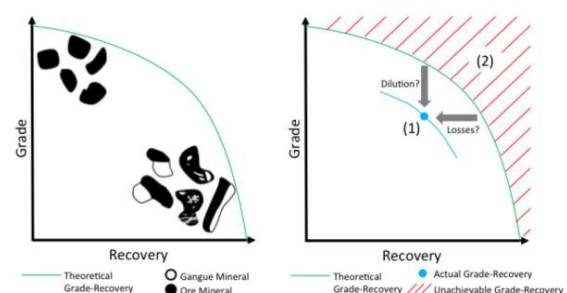 Grade
Recovery
Theoretical
Grade-Recovery
Gangue Mineral
Ore Mineral
(2)
Dilution?
(1)
Losses?
Grade
Recovery
Theoretical
Grade-Recovery
Actual Grade-Recovery
Unachievable Grade-Recovery